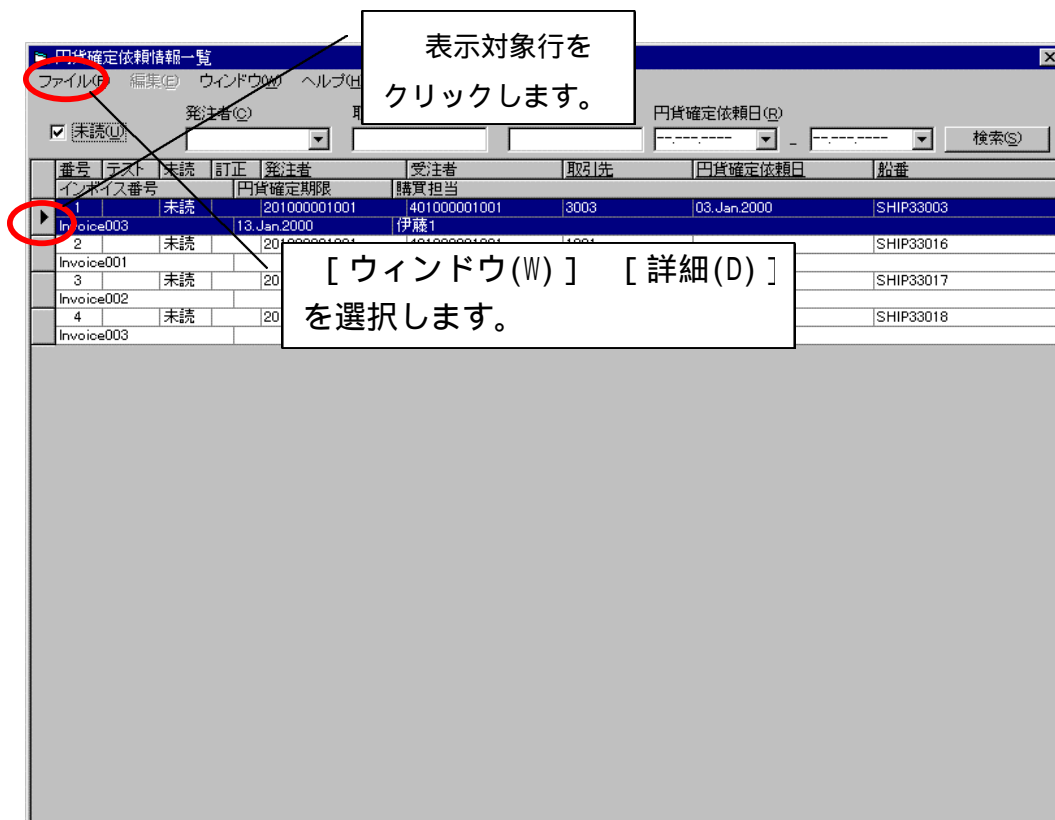 表示対象行を
クリックします。
円貨確定依頼情報一覧
ファイル(F) 編集(E) ウィンドウ(W) ヘルプ(H
発注者(C) 円貨確定依頼日(R)
未読(U) --.---.---- - --.---.---- 検索(S)
番号 テスト 未読 訂正 発注者 受注者 取引先 円貨確定依頼日 船番
インボイス番号 円貨確定期限 購買担当
1 未読 201000001001 401000001001 3003 03.Jan.2000 SHIP33003
Invoice003 13.Jan.2000 伊藤1
2 未読 201000001001 401000001001 1001 SHIP33016
Invoice001
3 未読 20 SHIP33017
Invoice002
4 未読 20 SHIP33018
Invoice003
[ウィンドウ(W)] [詳細(D)]
を選択します。